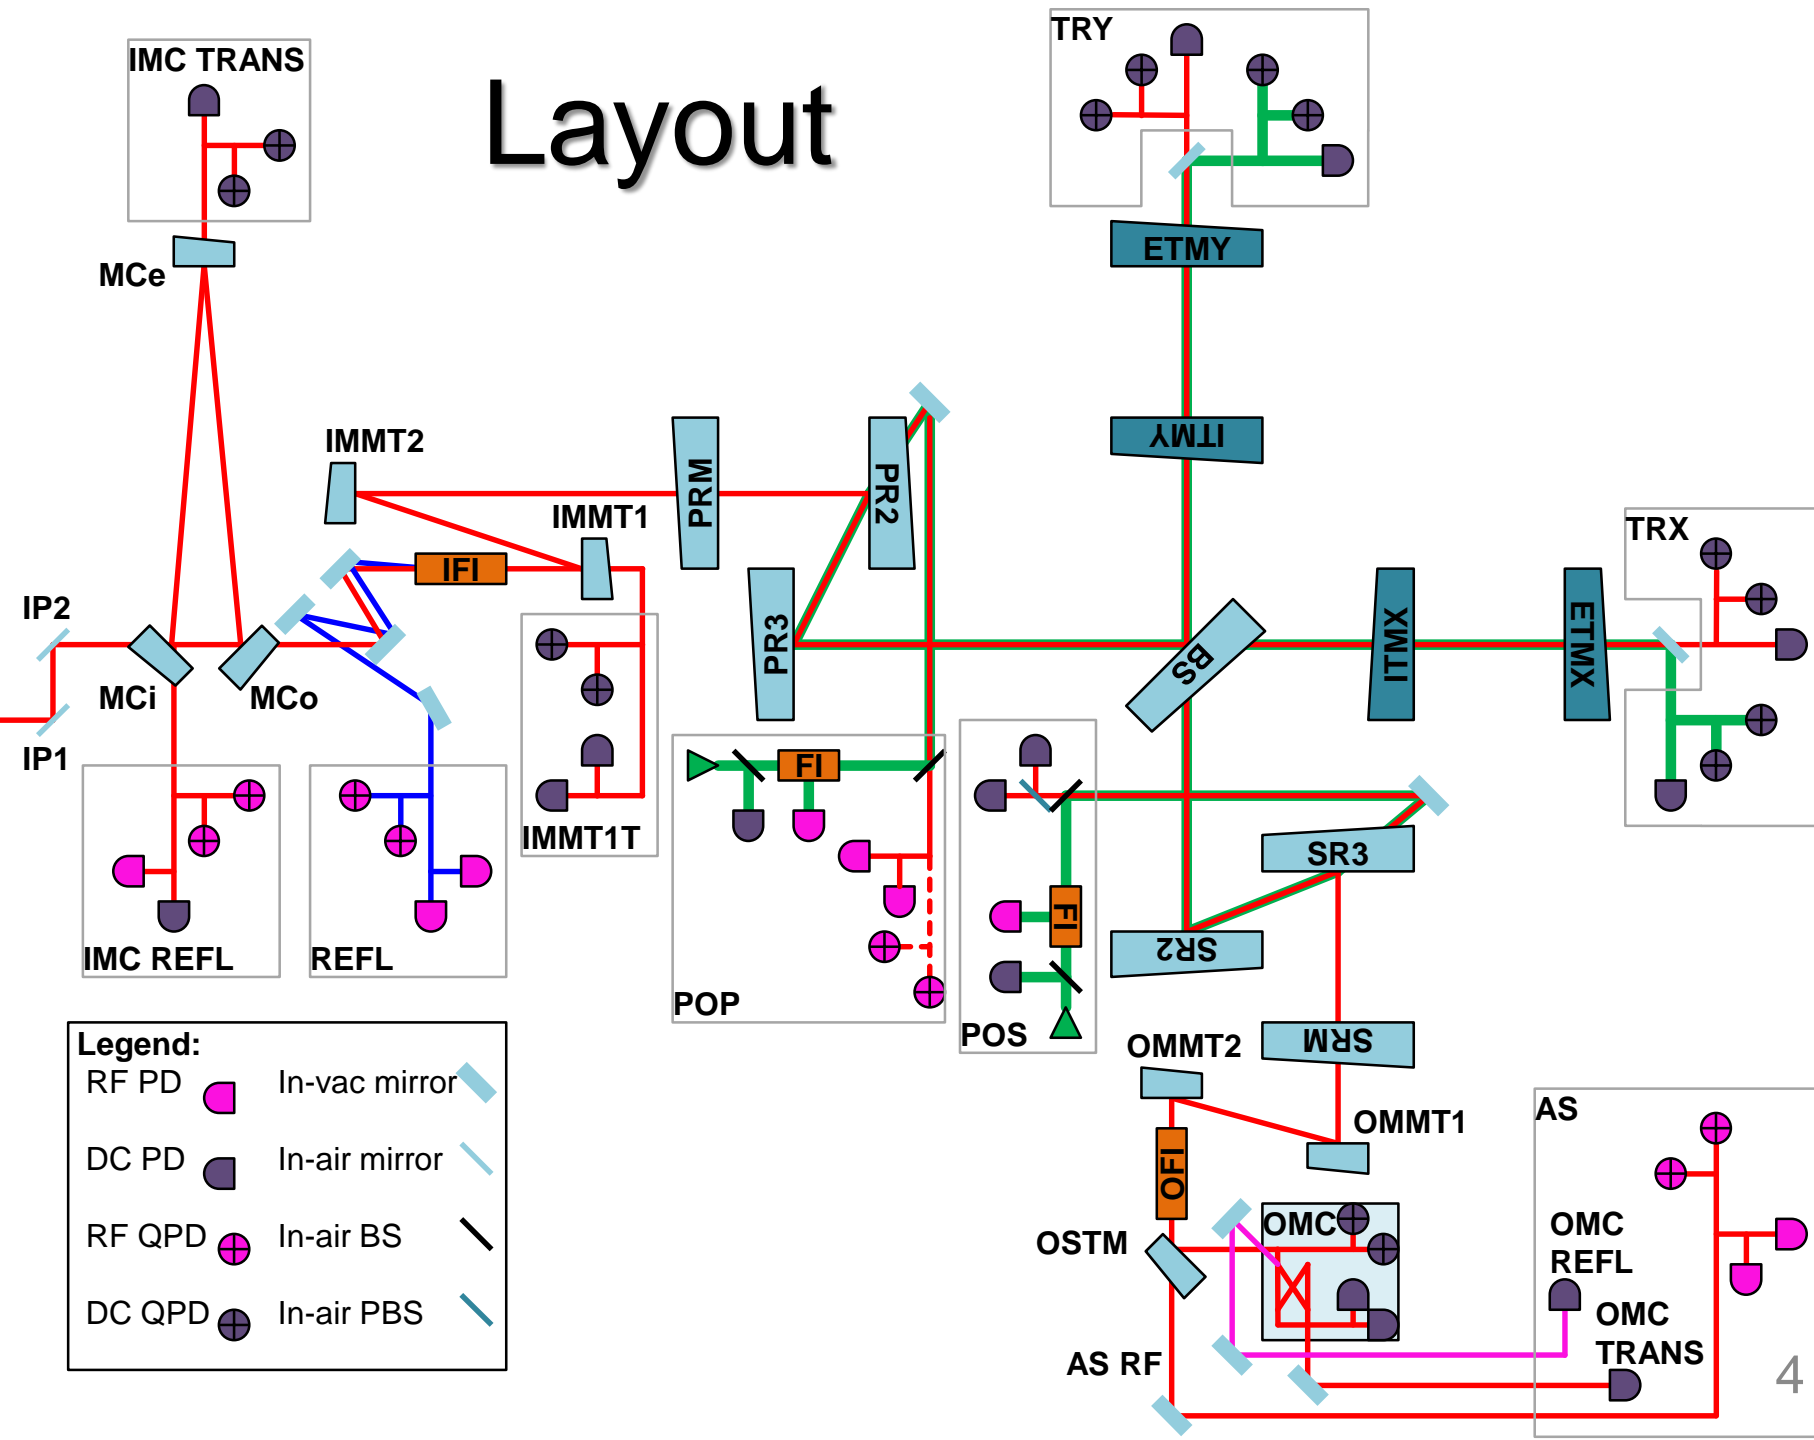 Layout
IMC TRANS
TRY
MCe
ETMY
IMMT2
ITMY
PRM
PR2
IMMT1
TRX
IFI
IP2
PR3
ITMX
ETMX
MCi
MCo
BS
IP1
FI
IMMT1T
SR3
FI
IMC REFL
REFL
SR2
POP
POS
SRM
OMMT2
OMMT1
AS
OFI
OMC
OSTM
OMC
REFL
OMC
TRANS
AS RF
Legend:
RF PD
In-vac mirror
DC PD
In-air mirror
RF QPD
In-air BS
DC QPD
In-air PBS
4